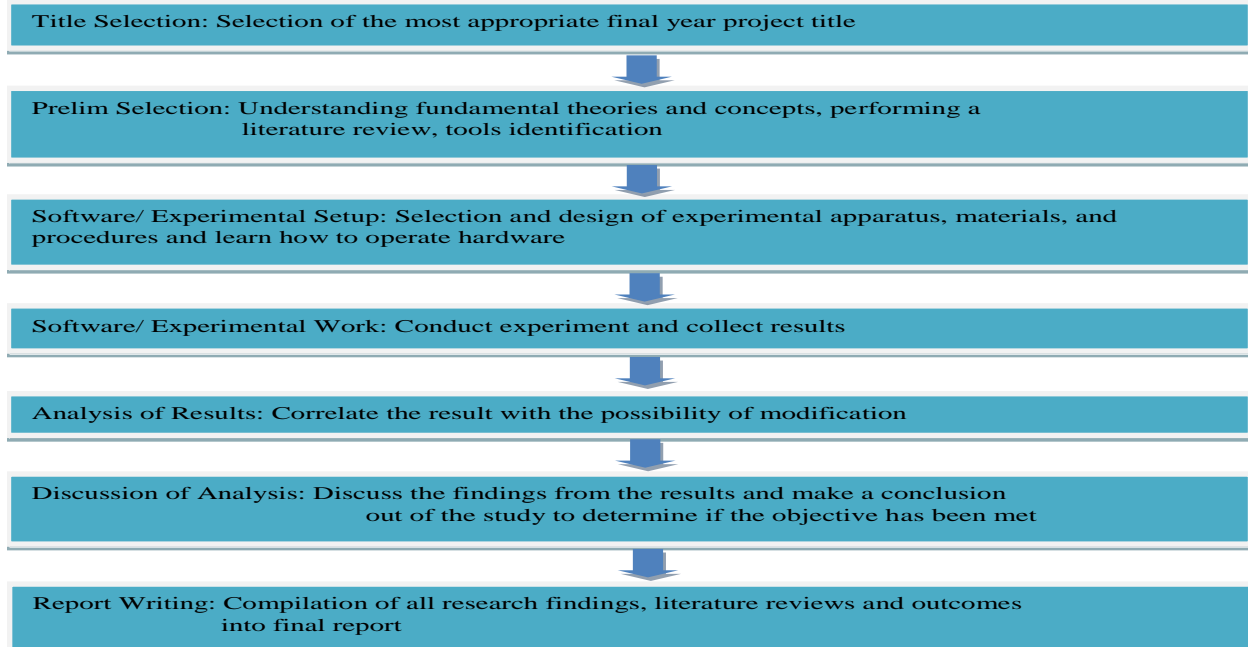 Title Selection: Selection of the most appropriate final year project title
Prelim Selection: Understanding fundamental theories and concepts, performing a
literature review, tools identification
Software/ Experimental Setup: Selection and design of experimental apparatus, materials, and
procedures and learn how to operate hardware
Software/ Experimental Work: Conduct experiment and collect results
Analysis of Results: Correlate the result with the possibility of modification
Discussion of Analysis: Discuss the findings from the results and make a conclusion
out of the study to determine if the objective has been met
Report Writing: Compilation of all research findings, literature reviews and outcomes
into final report